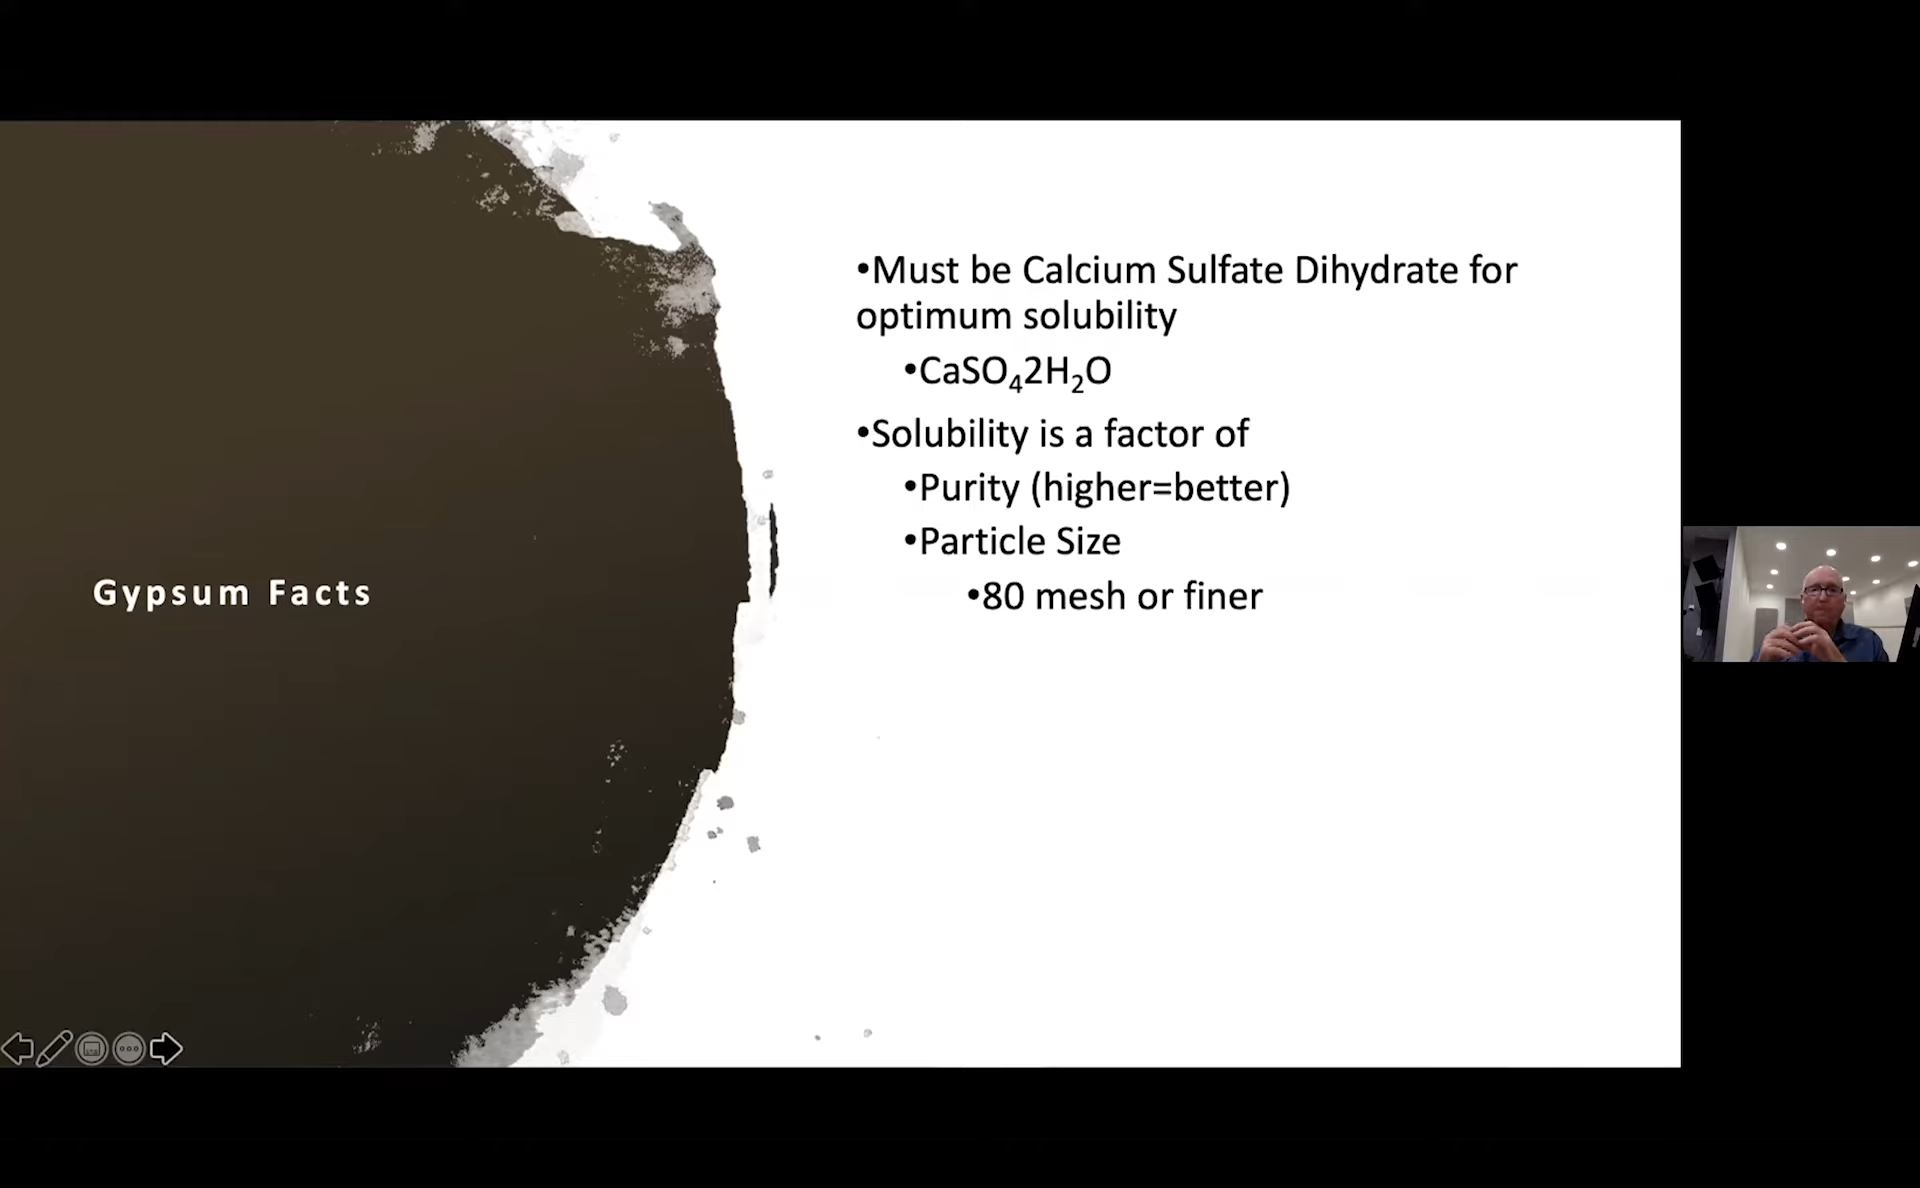 Gypsum Facts
•Must be Calcium Sulfate Dihydrate for
optimum solubility
•CaSO₄2H₂O
•Solubility is a factor of
•Purity (higher=better)
•Particle Size
•80 mesh or finer